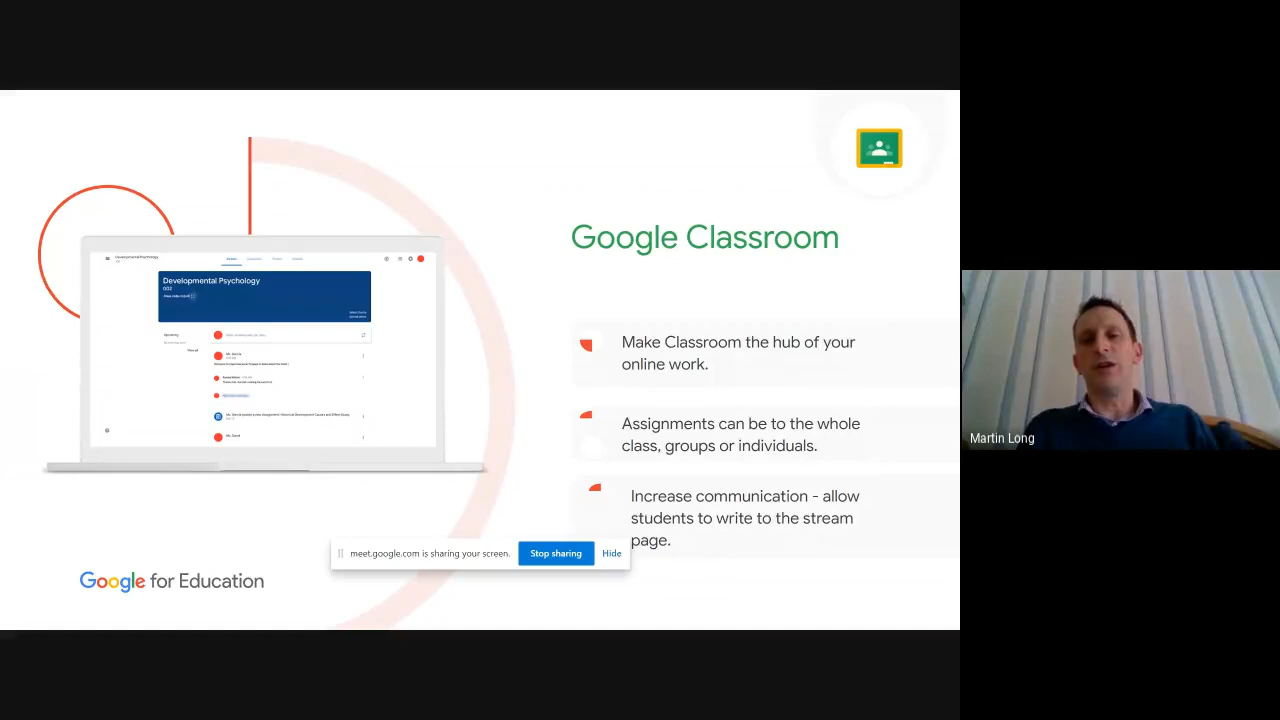 Google Classroom
Make Classroom the hub of your
online work.
Assignments can be to the whole
class, groups or individuals.
Increase communication - allow
students to write to the stream
page.
Developmental Psychology
Developmental Psychology
meet.google.com is sharing your screen.
Stop sharing
Hide
Google for Education
Martin Long